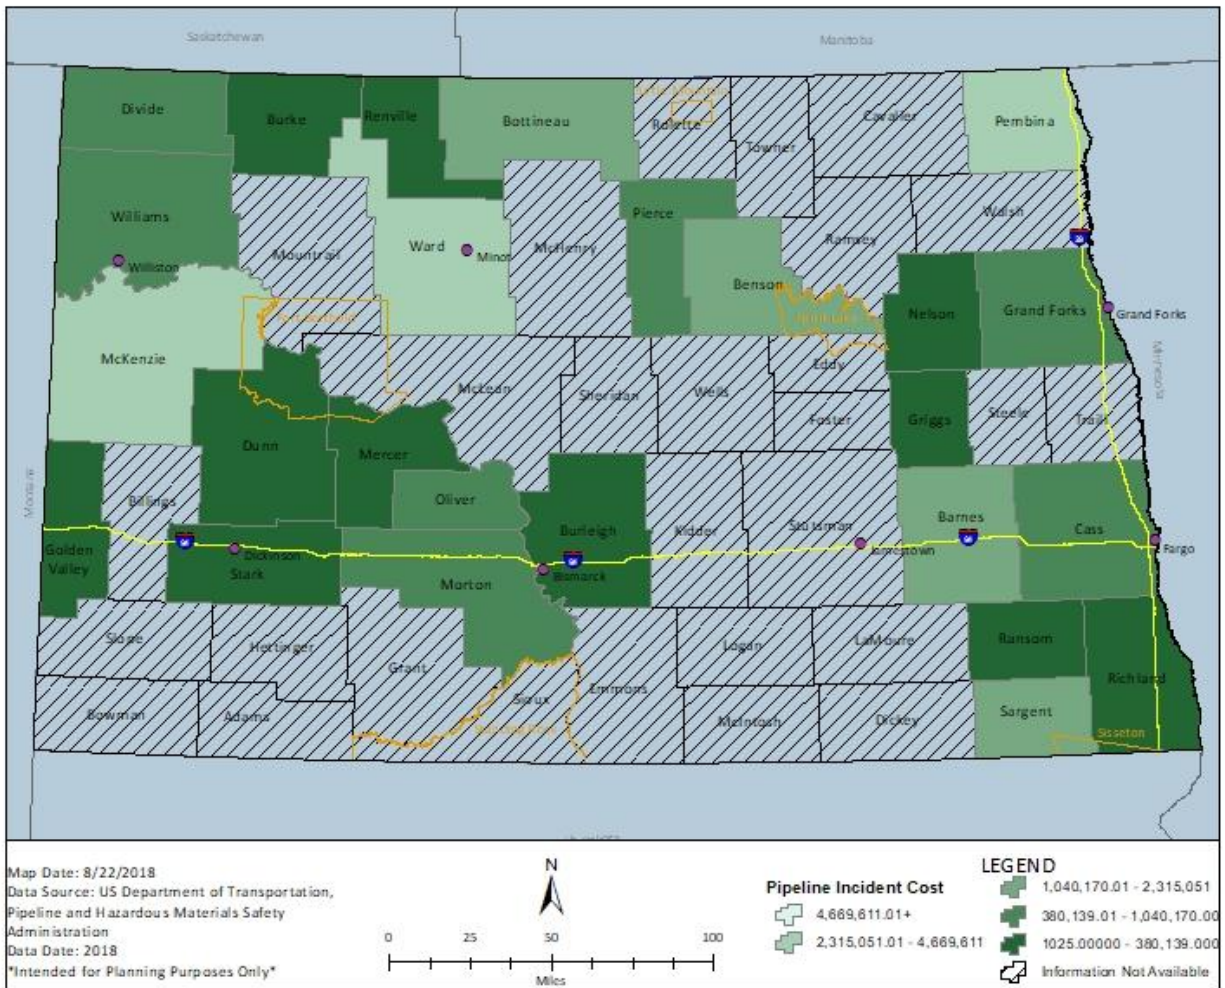 Saskatchewan
Manitoba
Divide
Burke
Renville
Bottineau
Rolette
Towner
Cavalier
Pembina
Williams
Williston
Mountrail
Ward
Minot
McHenry
Pierce
Benson
Ramsey
Walsh
McKenzie
McLean
Sheridan
Wells
Eddy
Foster
Nelson
Grand Forks
Grand Forks
Griggs
Steele
Traill
Dunn
Mercer
Oliver
Billings
Golden
Valley
Dickinson
Stark
Morton
Bismarck
Burleigh
Kidder
Stutsman
Jamestown
Barnes
Cass
Fargo
Slope
Hettinger
Grant
Sioux
Emmons
Logan
LaMoure
Ransom
Richland
Bowman
Adams
McIntosh
Dickey
Sargent
Sisseton
Map Date: 8/22/2018
Data Source: US Department of Transportation,
Pipeline and Hazardous Materials Safety
Administration
Data Date: 2018
*Intended for Planning Purposes Only*
N
0 25 50 100
Miles
LEGEND
Pipeline Incident Cost
4,669,611.01+
2,315,051.01 - 4,669,611
1,040,170.01 - 2,315,051
380,139.01 - 1,040,170.00
1025.00000 - 380,139.000
Information Not Available